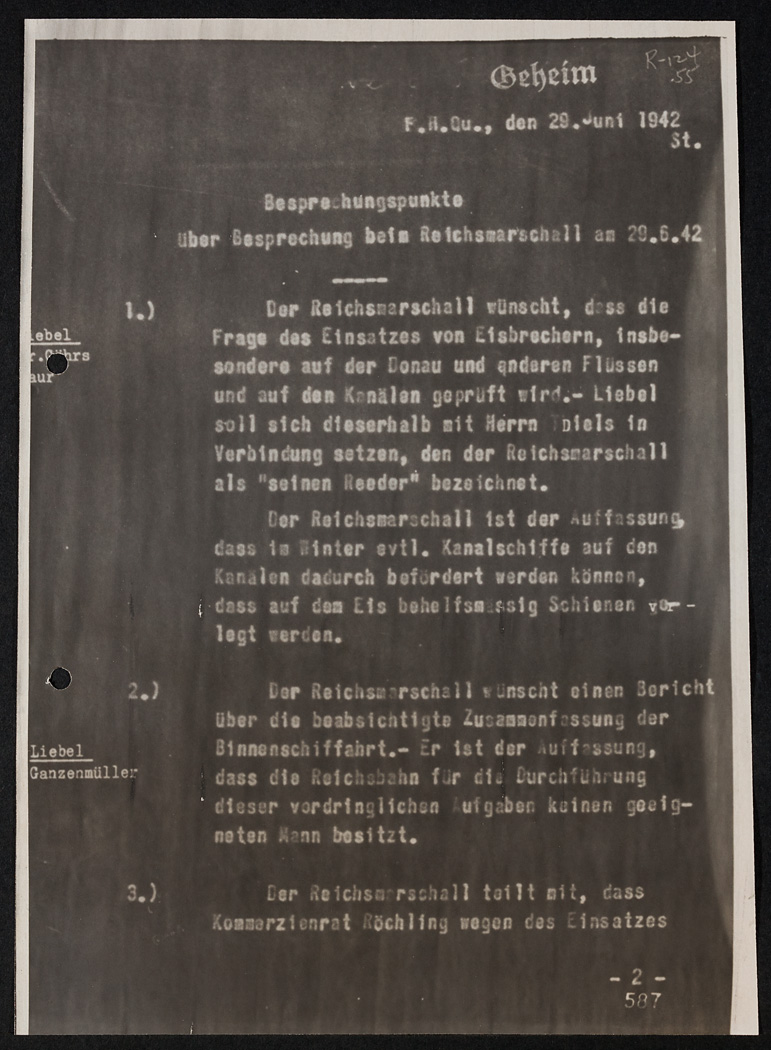 Geheim
R-124
55
F.H.Qu., den 29.Juni 1942
St.
Besprechungspunkte
über Besprechung beim Reichsmarschall am 29.6.42
1.) Der Reichsmarschall wünscht, dass die
iebel
Frage des Einsatzes von Eisbrechern, insbe-
sondere auf der Donau und anderen Flüssen
aur
und auf den Kanälen geprüft wird.- Liebel
soll sich dieserhalb mit Herrn in
Verbindung setzen, den der Reichsmarschall
als "seinen Reeder" bezeichnet.
Der Reichsmarschall ist der Auffassung,
dass im Winter evtl. Kanalschiffe auf den
Kanälen dadurch befördert werden können,
dass auf dem Eis behelfsmässig Schienen ver-
legt werden.
2.) Der Reichsmarschall wünscht einen Bericht
über die beabsichtigte Zusammenfassung der
Liebel
Binnenschiffahrt.- Er ist der Auffassung,
Ganzenmüller
dass die Reichsbahn für die Durchführung
dieser vordringlichen Aufgaben keinen geeig-
neten Mann besitzt.
3.) Der Reichsmarschall teilt mit, dass
Kommerzienrat Röchling wegen des Einsatzes
- 2 -
587